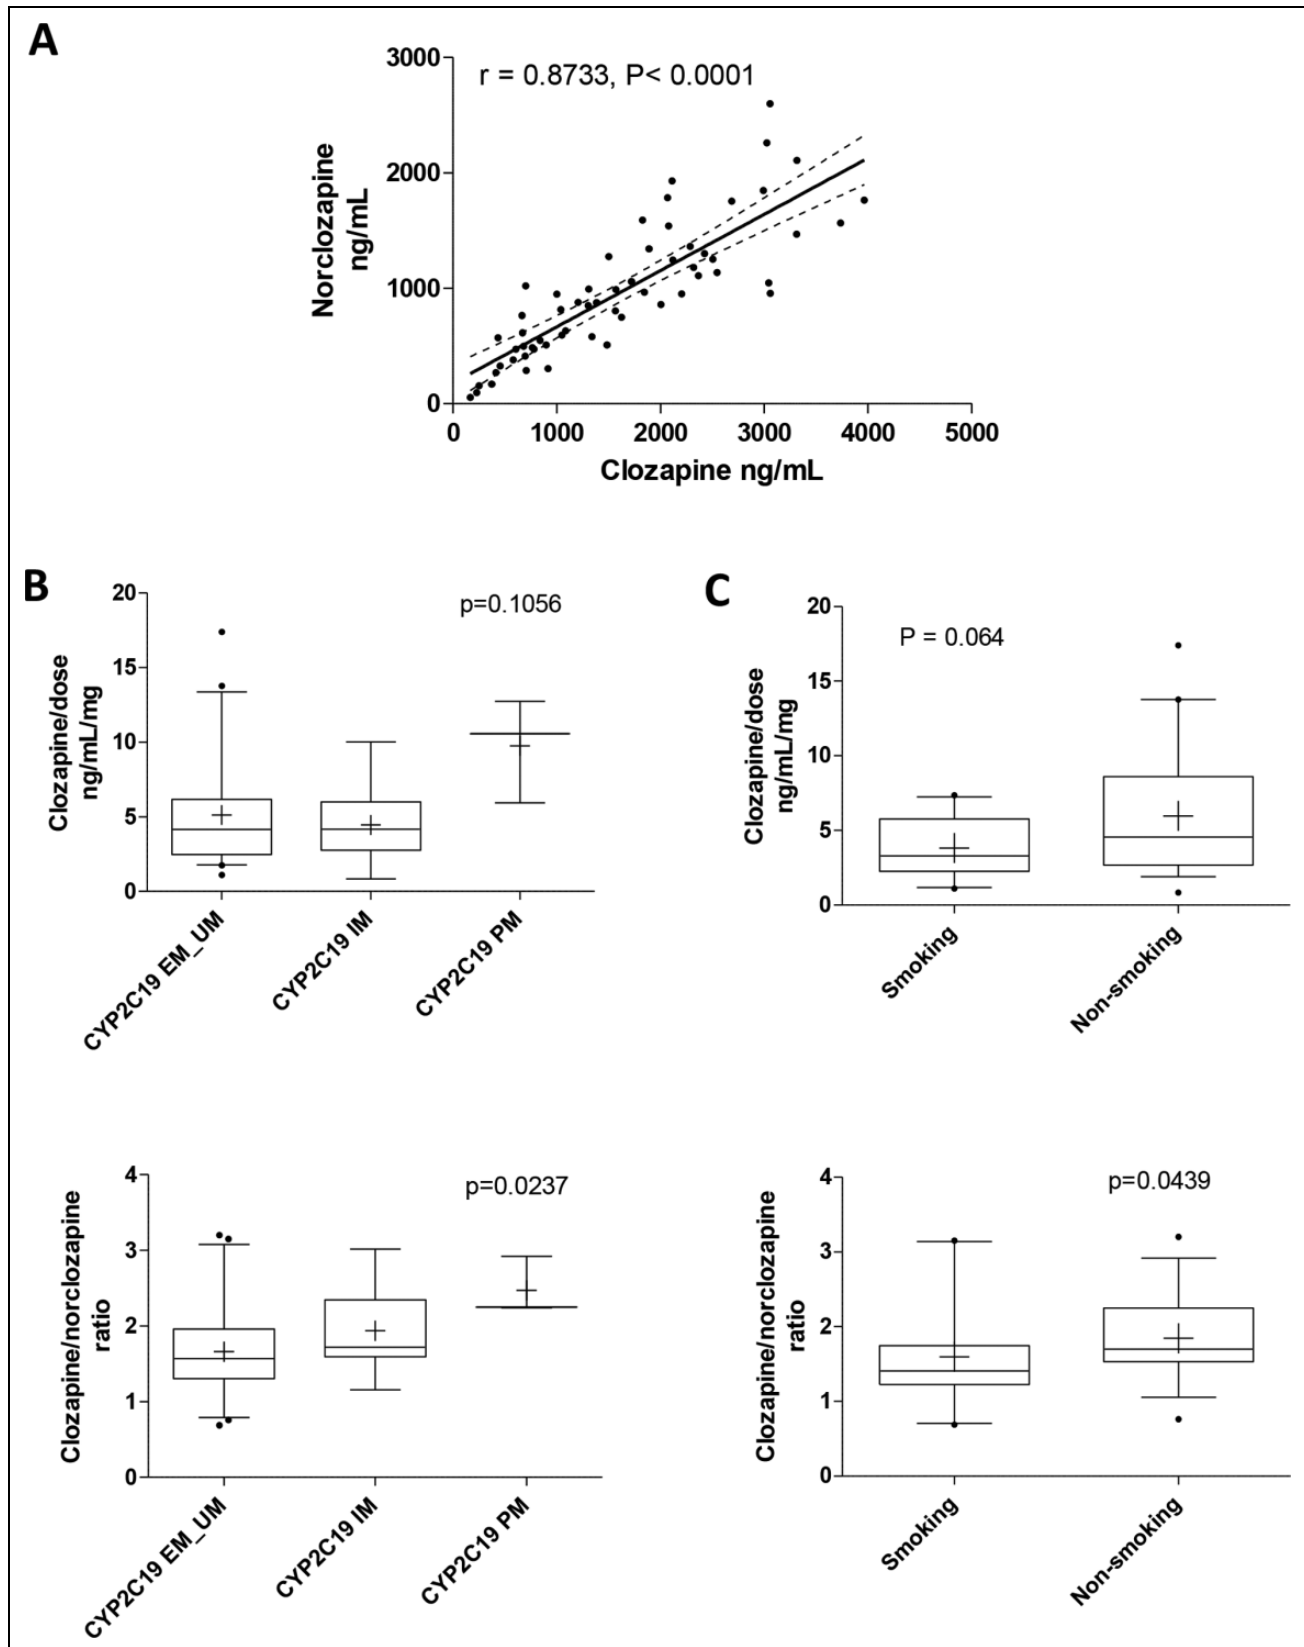 A
r = 0.8733, P< 0.0001
Norclozapine
ng/mL
3000
2000
1000
0
0 1000 2000 3000 4000 5000
Clozapine ng/mL
B
p=0.1056
Clozapine/dose
ng/mL/mg
20
15
10
5
0
CYP2C19 EM_UM
CYP2C19 IM
CYP2C19 PM
C
P = 0.064
Clozapine/dose
ng/mL/mg
20
15
10
5
0
Smoking
Non-smoking
p=0.0237
Clozapine/norclozapine
ratio
4
3
2
1
0
CYP2C19 EM_UM
CYP2C19 IM
CYP2C19 PM
p=0.0439
Clozapine/norclozapine
ratio
4
3
2
1
0
Smoking
Non-smoking